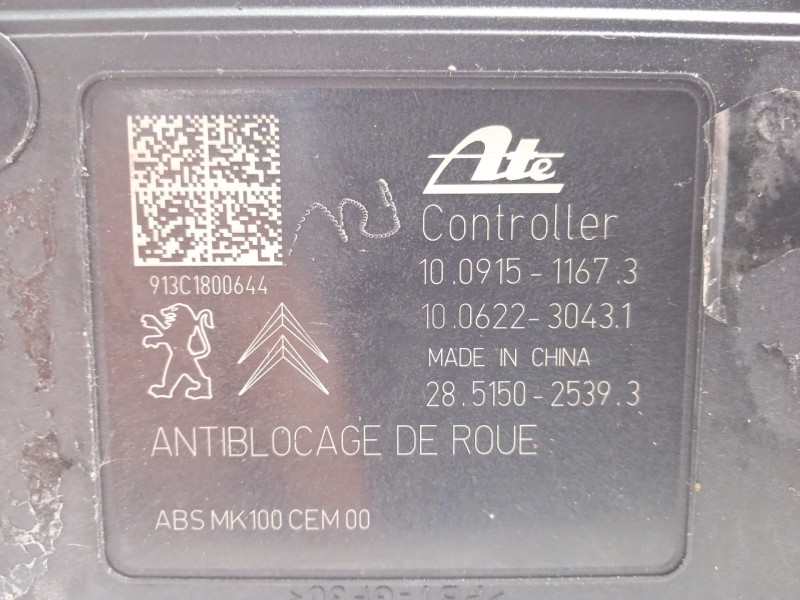 Ate
Controller
10.0915-1167.3
10.0622-3043.1
MADE IN CHINA
28.5150-2539.3
913C1800644
ANTIBLOCAGE DE ROUE
ABS MK100 CEM 00